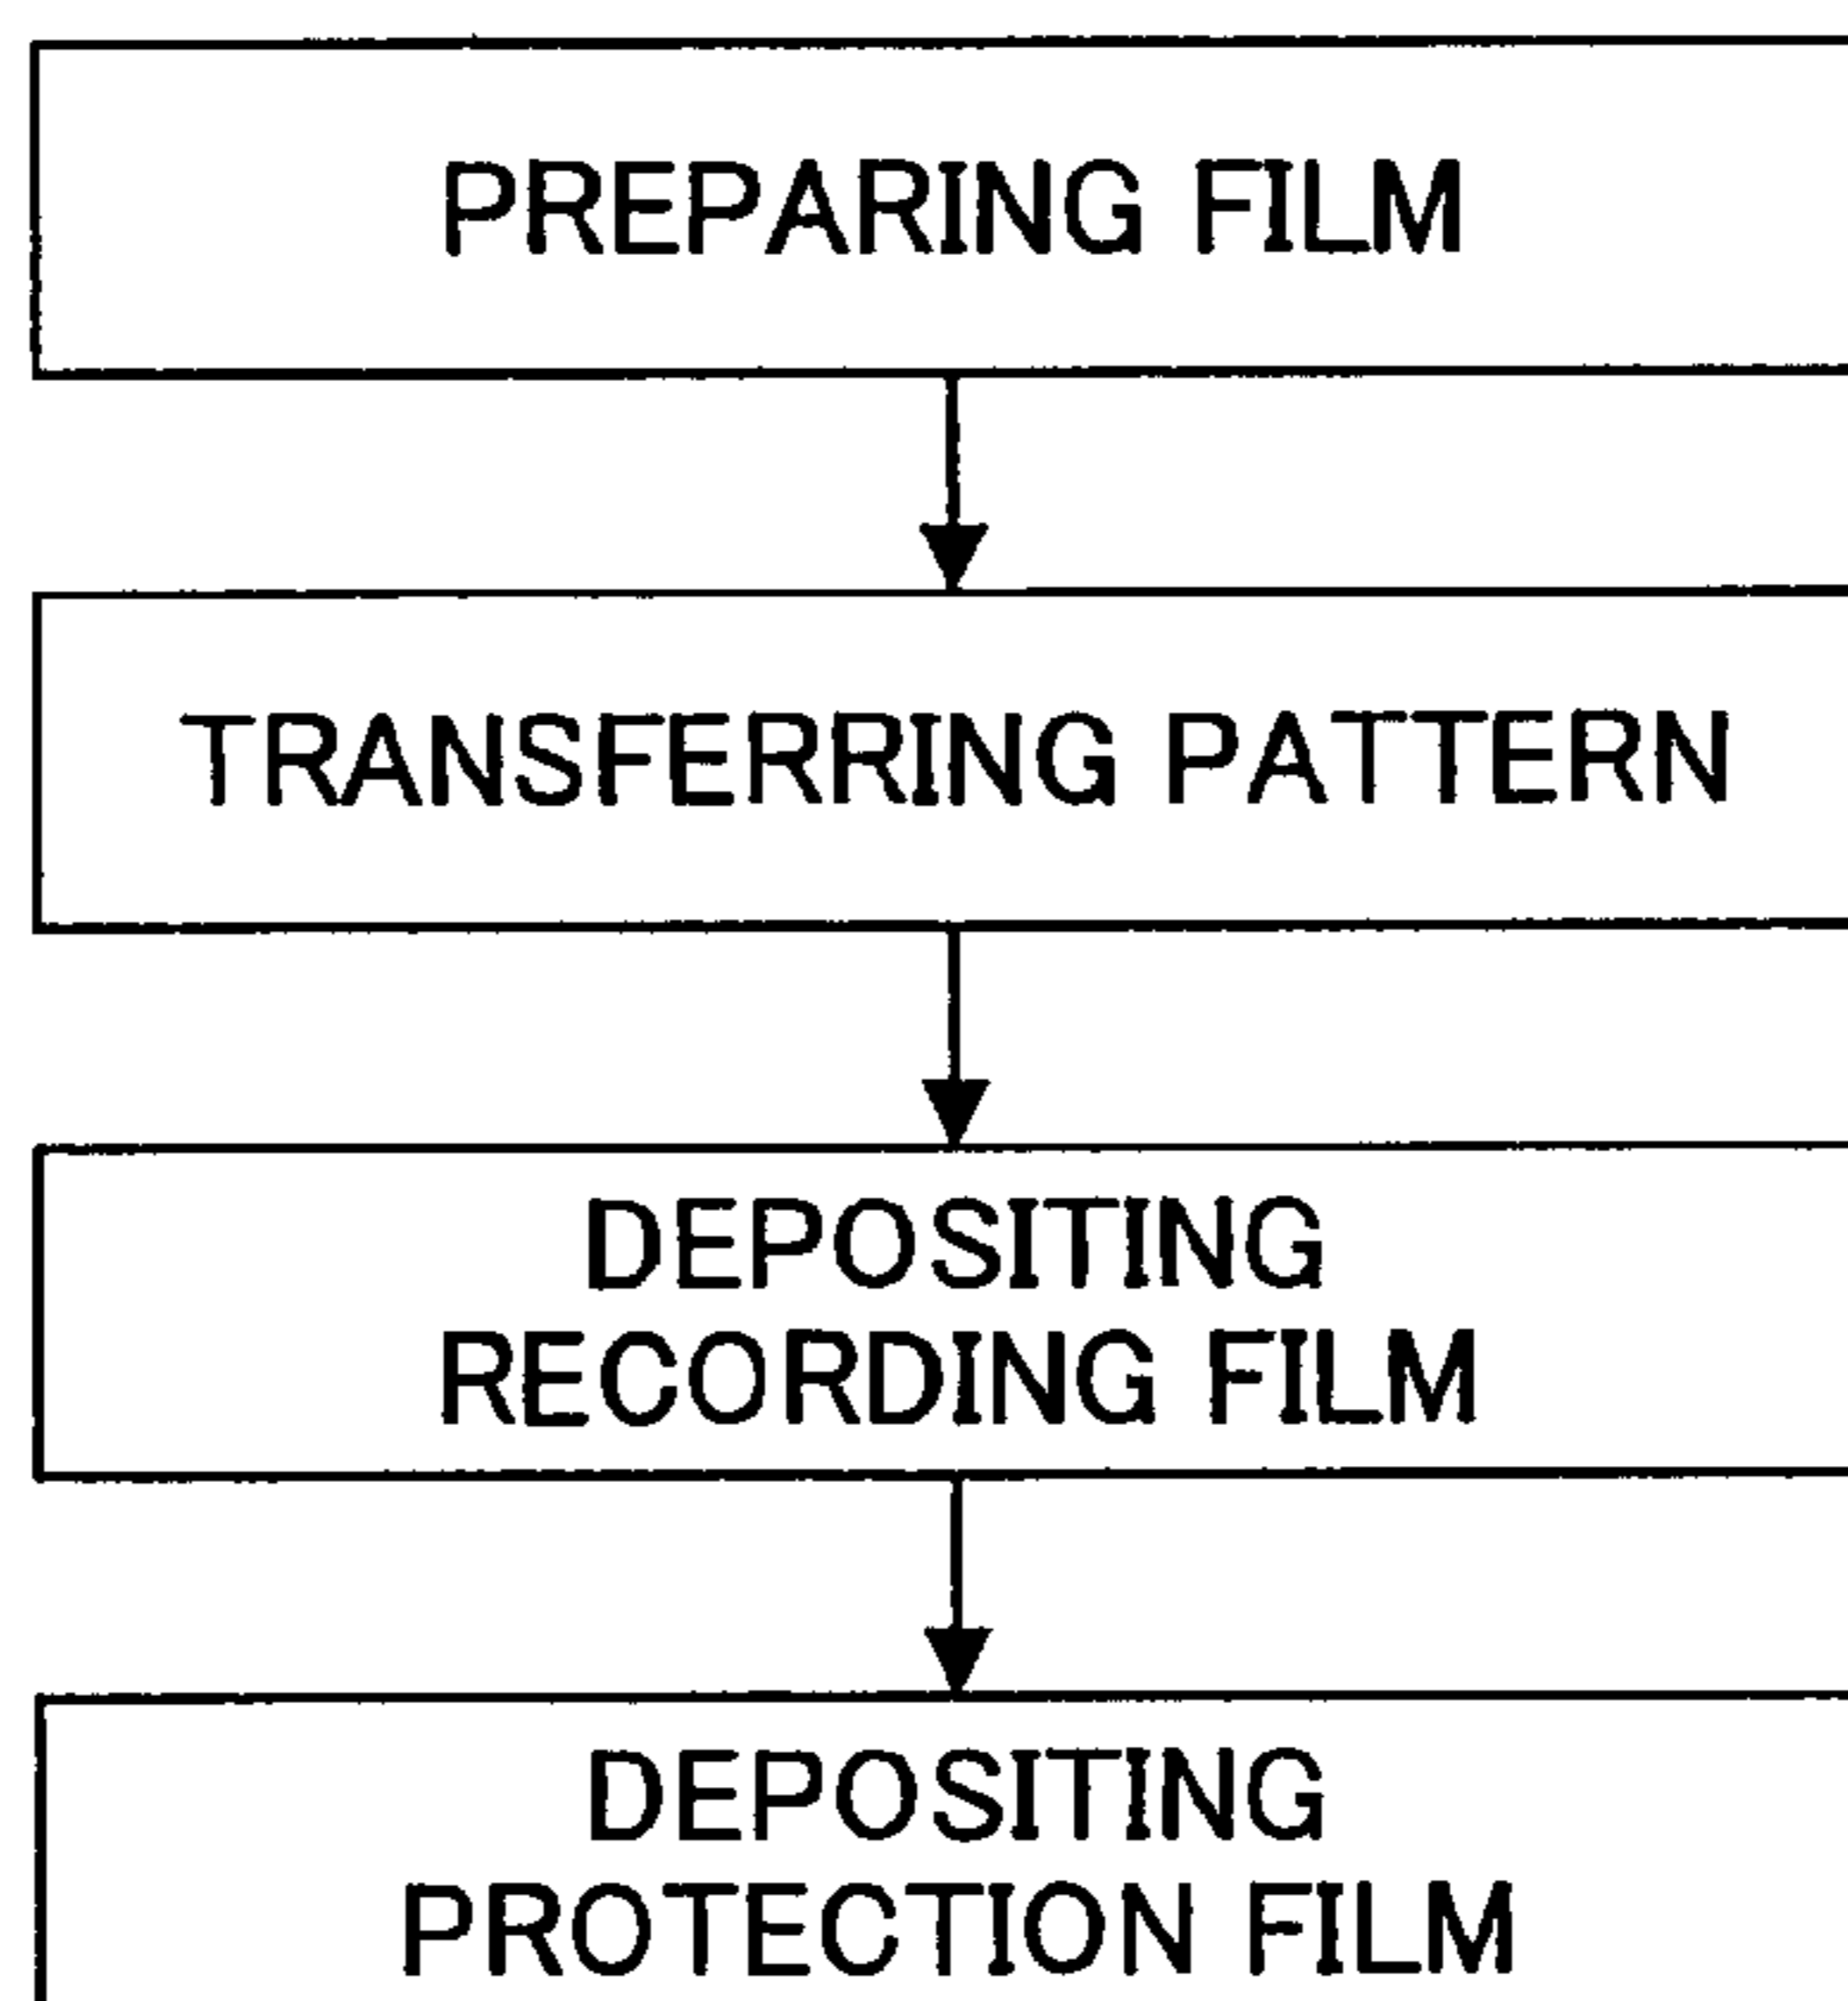 PREPARING FILM
TRANSFERRING PATTERN
DEPOSITING
RECORDING FILM
DEPOSITING
PROTECTION FILM